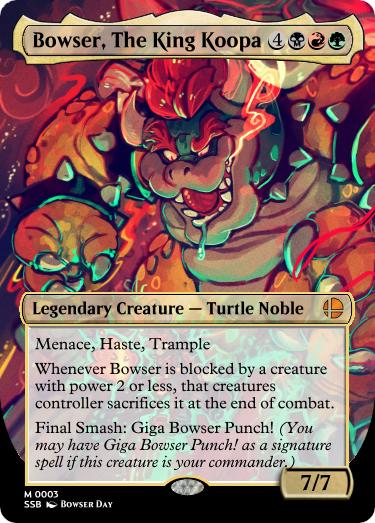 Bowser, The King Koopa 4
Legendary Creature — Turtle Noble
Menace, Haste, Trample
Whenever Bowser is blocked by a creature
with power 2 or less, that creatures
controller sacrifices it at the end of combat.
Final Smash: Giga Bowser Punch! (You
may have Giga Bowser Punch! as a signature
spell if this creature is your commander.)
7/7
M 0003
SSB Bowser Day